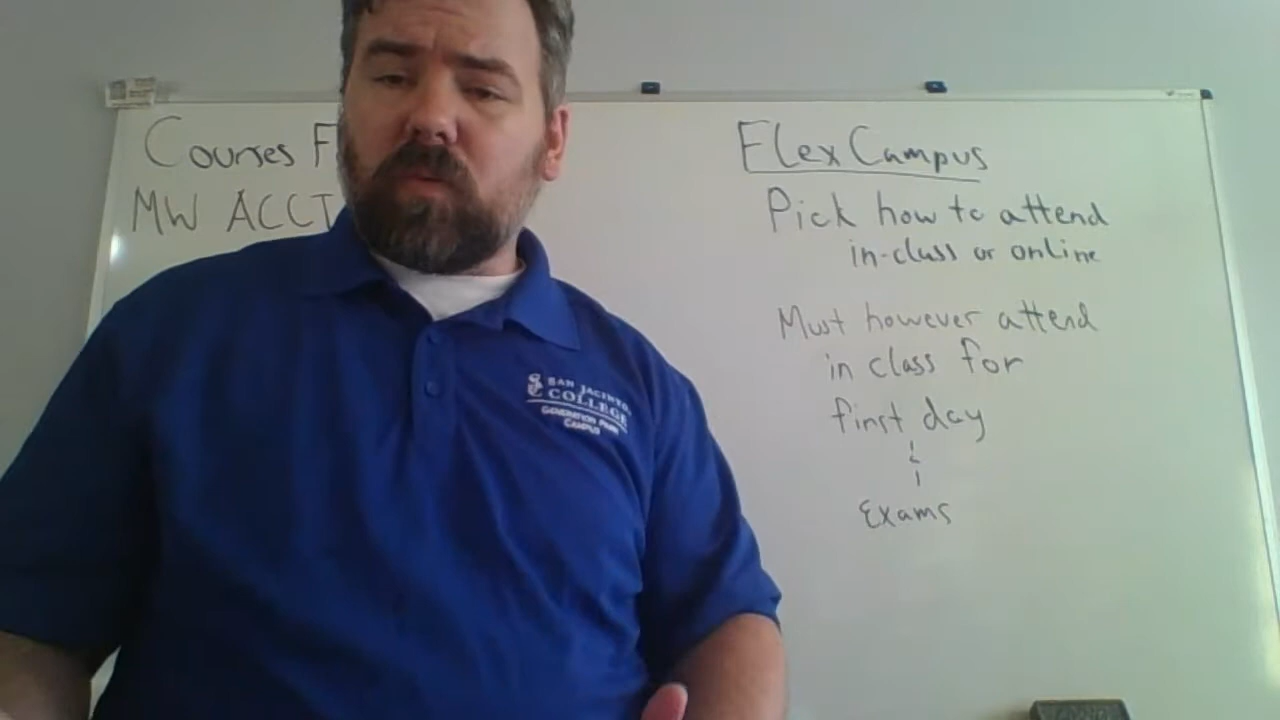 Courses F
MW ACCT
Flex Campus
Pick how to attend
in-class or online
Must however attend
in class for
first day
&
Exams
SAN JACINTO
COLLEGE
GENERATION PARK
CAMPUS